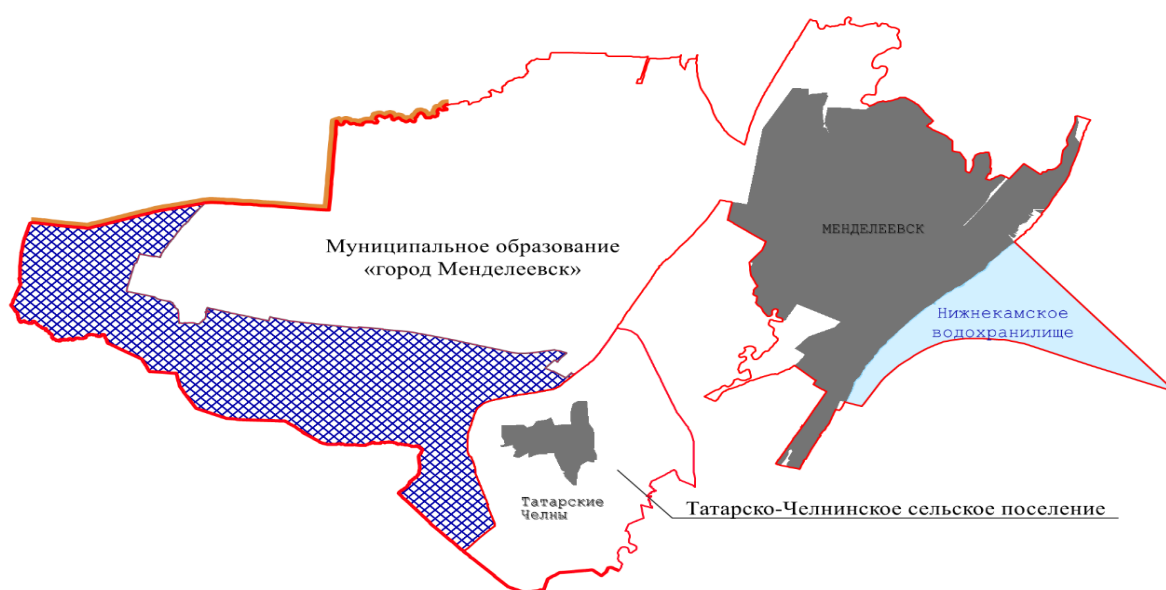 Муниципальное образование
«город Менделеевск»
МЕНДЕЛЕЕВСК
Нижнекамское
водохранилище
Татарские
Челны
Татарско-Челнинское сельское поселение